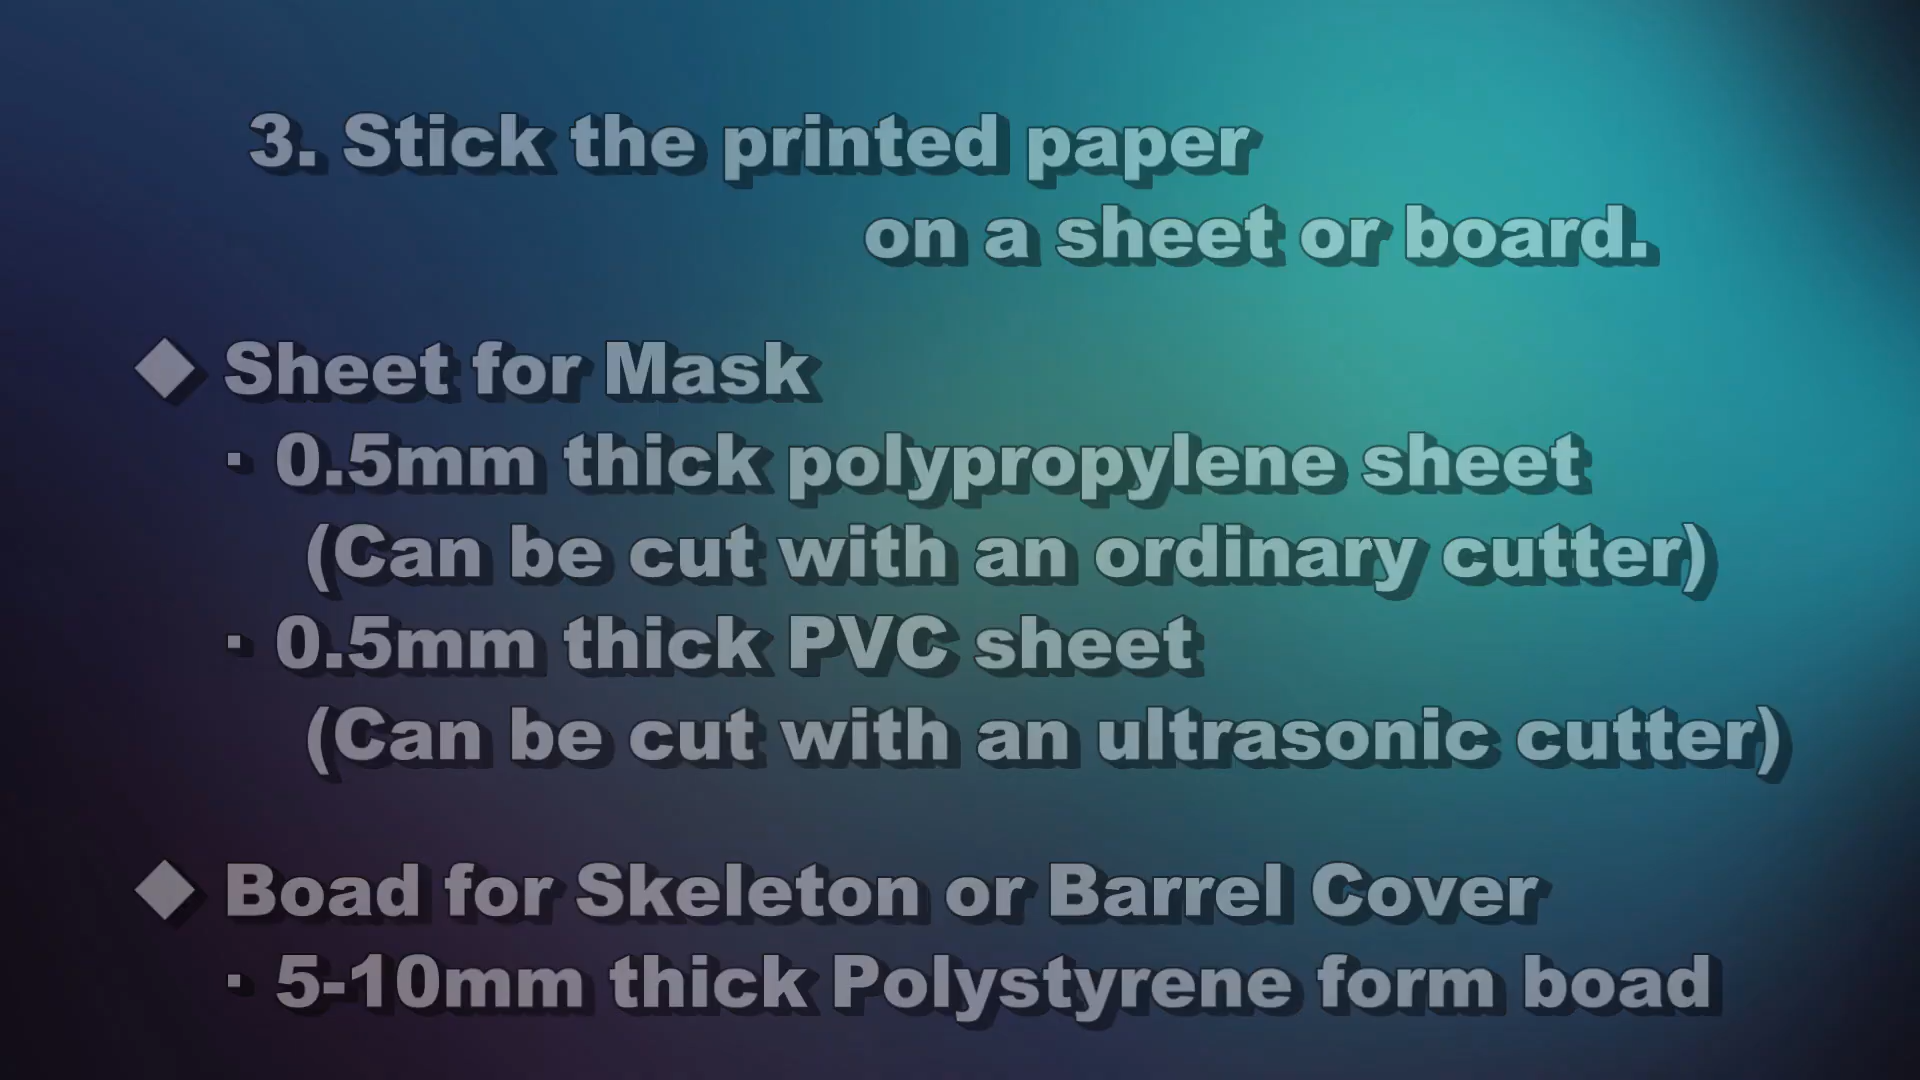 3. Stick the printed paper
on a sheet or board.
◆ Sheet for Mask
· 0.5mm thick polypropylene sheet
(Can be cut with an ordinary cutter)
· 0.5mm thick PVC sheet
(Can be cut with an ultrasonic cutter)
◆ Boad for Skeleton or Barrel Cover
· 5-10mm thick Polystyrene form boad